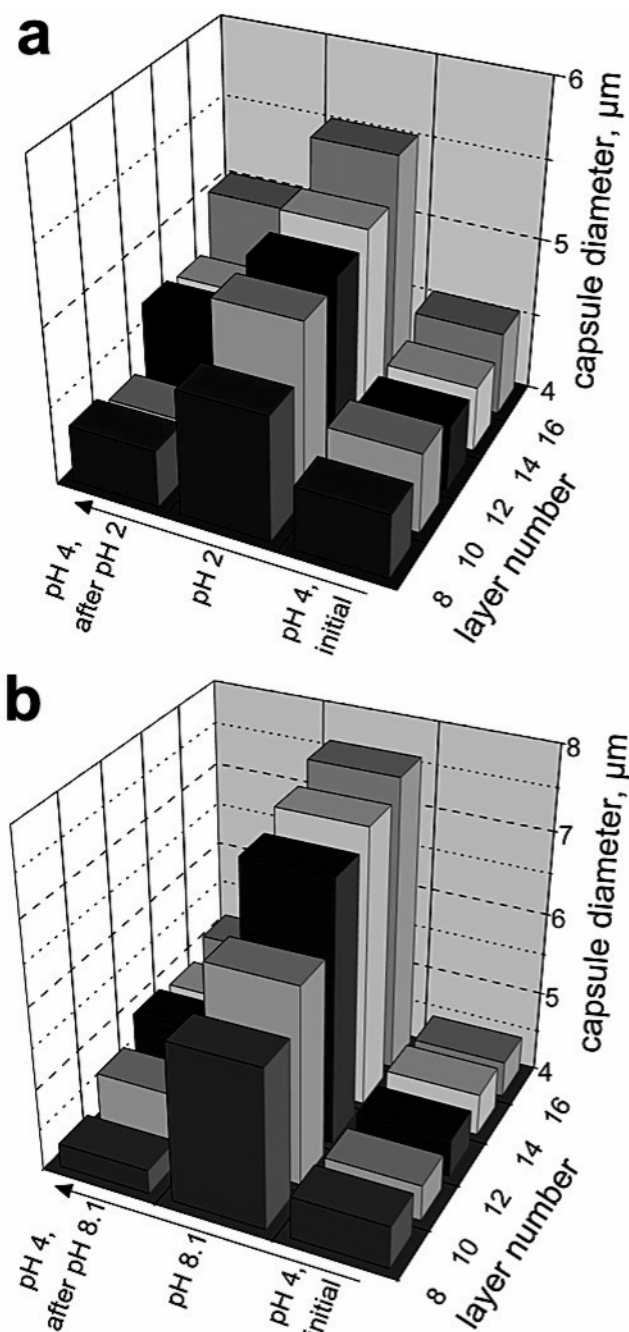 a
6
5
4
capsule diameter, µm
16
14
12
10
8
layer number
pH 4,
after pH 2
pH 2
pH 4,
initial
b
8
7
6
5
4
capsule diameter, µm
16
14
12
10
8
layer number
pH 4,
after pH 8.1
pH 8.1
pH 4,
initial